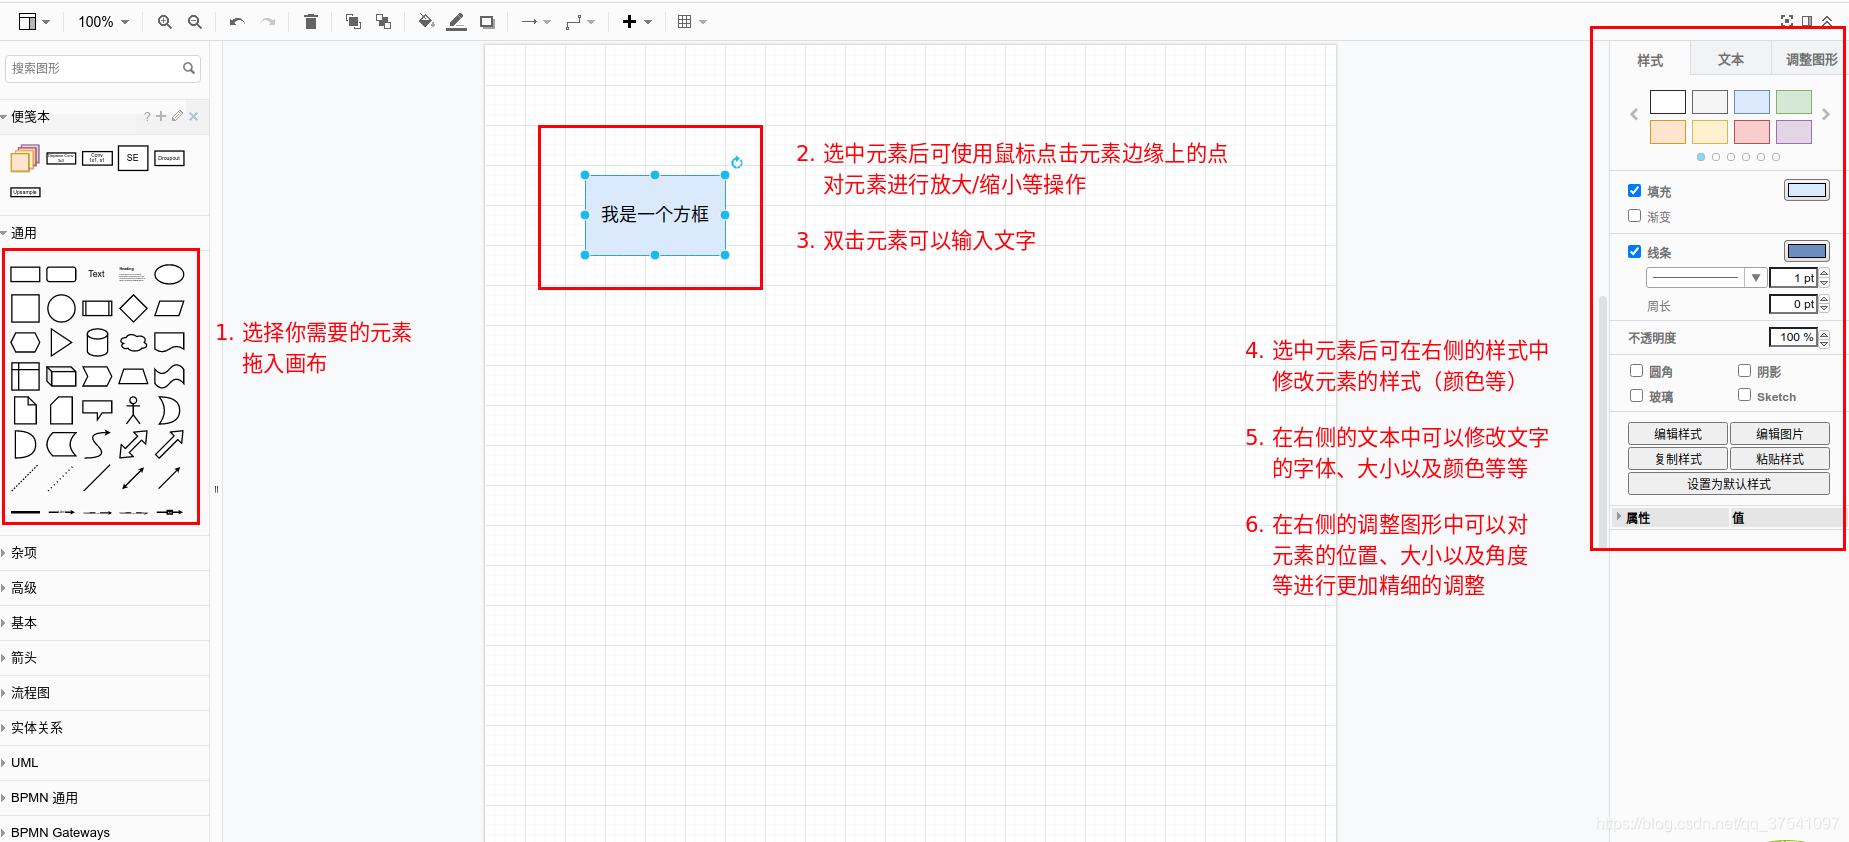 100%
搜索图形
便笺本
?
Conv
1x1, s1
SE
Droupout
Upsample
通用
Text
Heading
1. 选择你需要的元素
拖入画布
杂项
高级
基本
箭头
流程图
实体关系
UML
BPMN 通用
BPMN Gateways
我是一个方框
2. 选中元素后可使用鼠标点击元素边缘上的点
对元素进行放大/缩小等操作
3. 双击元素可以输入文字
4. 选中元素后可在右侧的样式中
修改元素的样式（颜色等）
5. 在右侧的文本中可以修改文字
的字体、大小以及颜色等等
6. 在右侧的调整图形中可以对
元素的位置、大小以及角度
等进行更加精细的调整
样式 文本 调整图形
填充
渐变
线条
1 pt
周长 0 pt
不透明度 100 %
圆角 阴影
玻璃 Sketch
编辑样式 编辑图片
复制样式 粘贴样式
设置为默认样式
属性 值
https://blog.csdn.net/qq_37541097